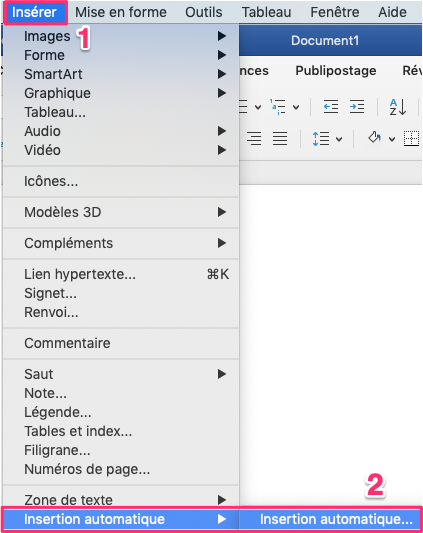 Insérer Mise en forme Outils Tableau Fenêtre Aide
1
Document1
Images
Forme
SmartArt
Graphique
Tableau...
Audio
Vidéo
Icônes...
Modèles 3D
Compléments
Lien hypertexte... ⌘K
Signet...
Renvoi...
Commentaire
Saut
Note...
Légende...
Tables et index...
Filigrane...
Numéros de page...
Zone de texte
Insertion automatique
nces Publipostage Rév
A
Z
2
Insertion automatique...